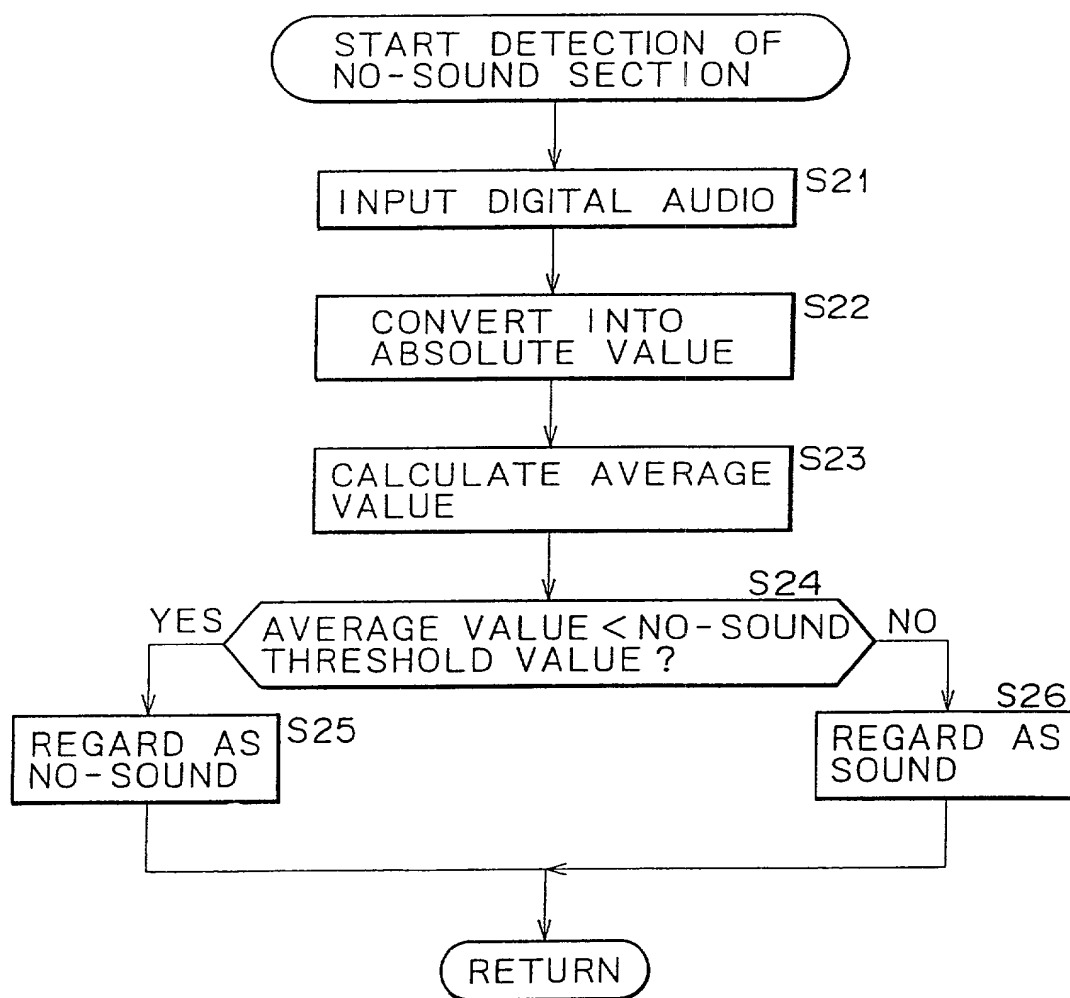 START DETECTION OF
NO-SOUND SECTION
S21
INPUT DIGITAL AUDIO
S22
CONVERT INTO
ABSOLUTE VALUE
S23
CALCULATE AVERAGE
VALUE
S24
YES
AVERAGE VALUE < NO-SOUND
THRESHOLD VALUE ?
NO
S25
REGARD AS
NO-SOUND
S26
REGARD AS
SOUND
RETURN